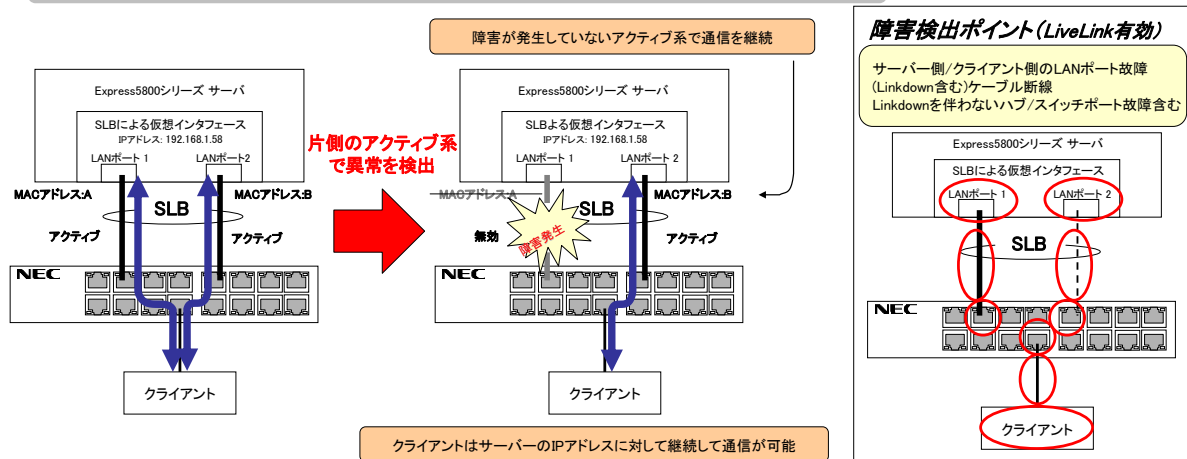 障害が発生していないアクティブ系で通信を継続
Express5800シリーズ サーバ
SLBによる仮想インタフェース
IPアドレス: 192.168.1.58
LANポート 1
LANポート2
MACアドレス:A
MACアドレス:B
SLB
アクティブ
アクティブ
NEC
クライアント
片側のアクティブ系
で異常を検出
Express5800シリーズ サーバ
SLBよる仮想インタフェース
IPアドレス: 192.168.1.58
LANポート 1
LANポート 2
MACアドレス:A
MACアドレス:B
SLB
無効
障害発生
アクティブ
NEC
クライアント
クライアントはサーバーのIPアドレスに対して継続して通信が可能
障害検出ポイント(LiveLink有効)
サーバー側/クライアント側のLANポート故障
(Linkdown含む)ケーブル断線
Linkdownを伴わないハブ/スイッチポート故障含む
Express5800シリーズ サーバ
SLBによる仮想インタフェース
LANポート 1
LANポート 2
SLB
NEC
クライアント